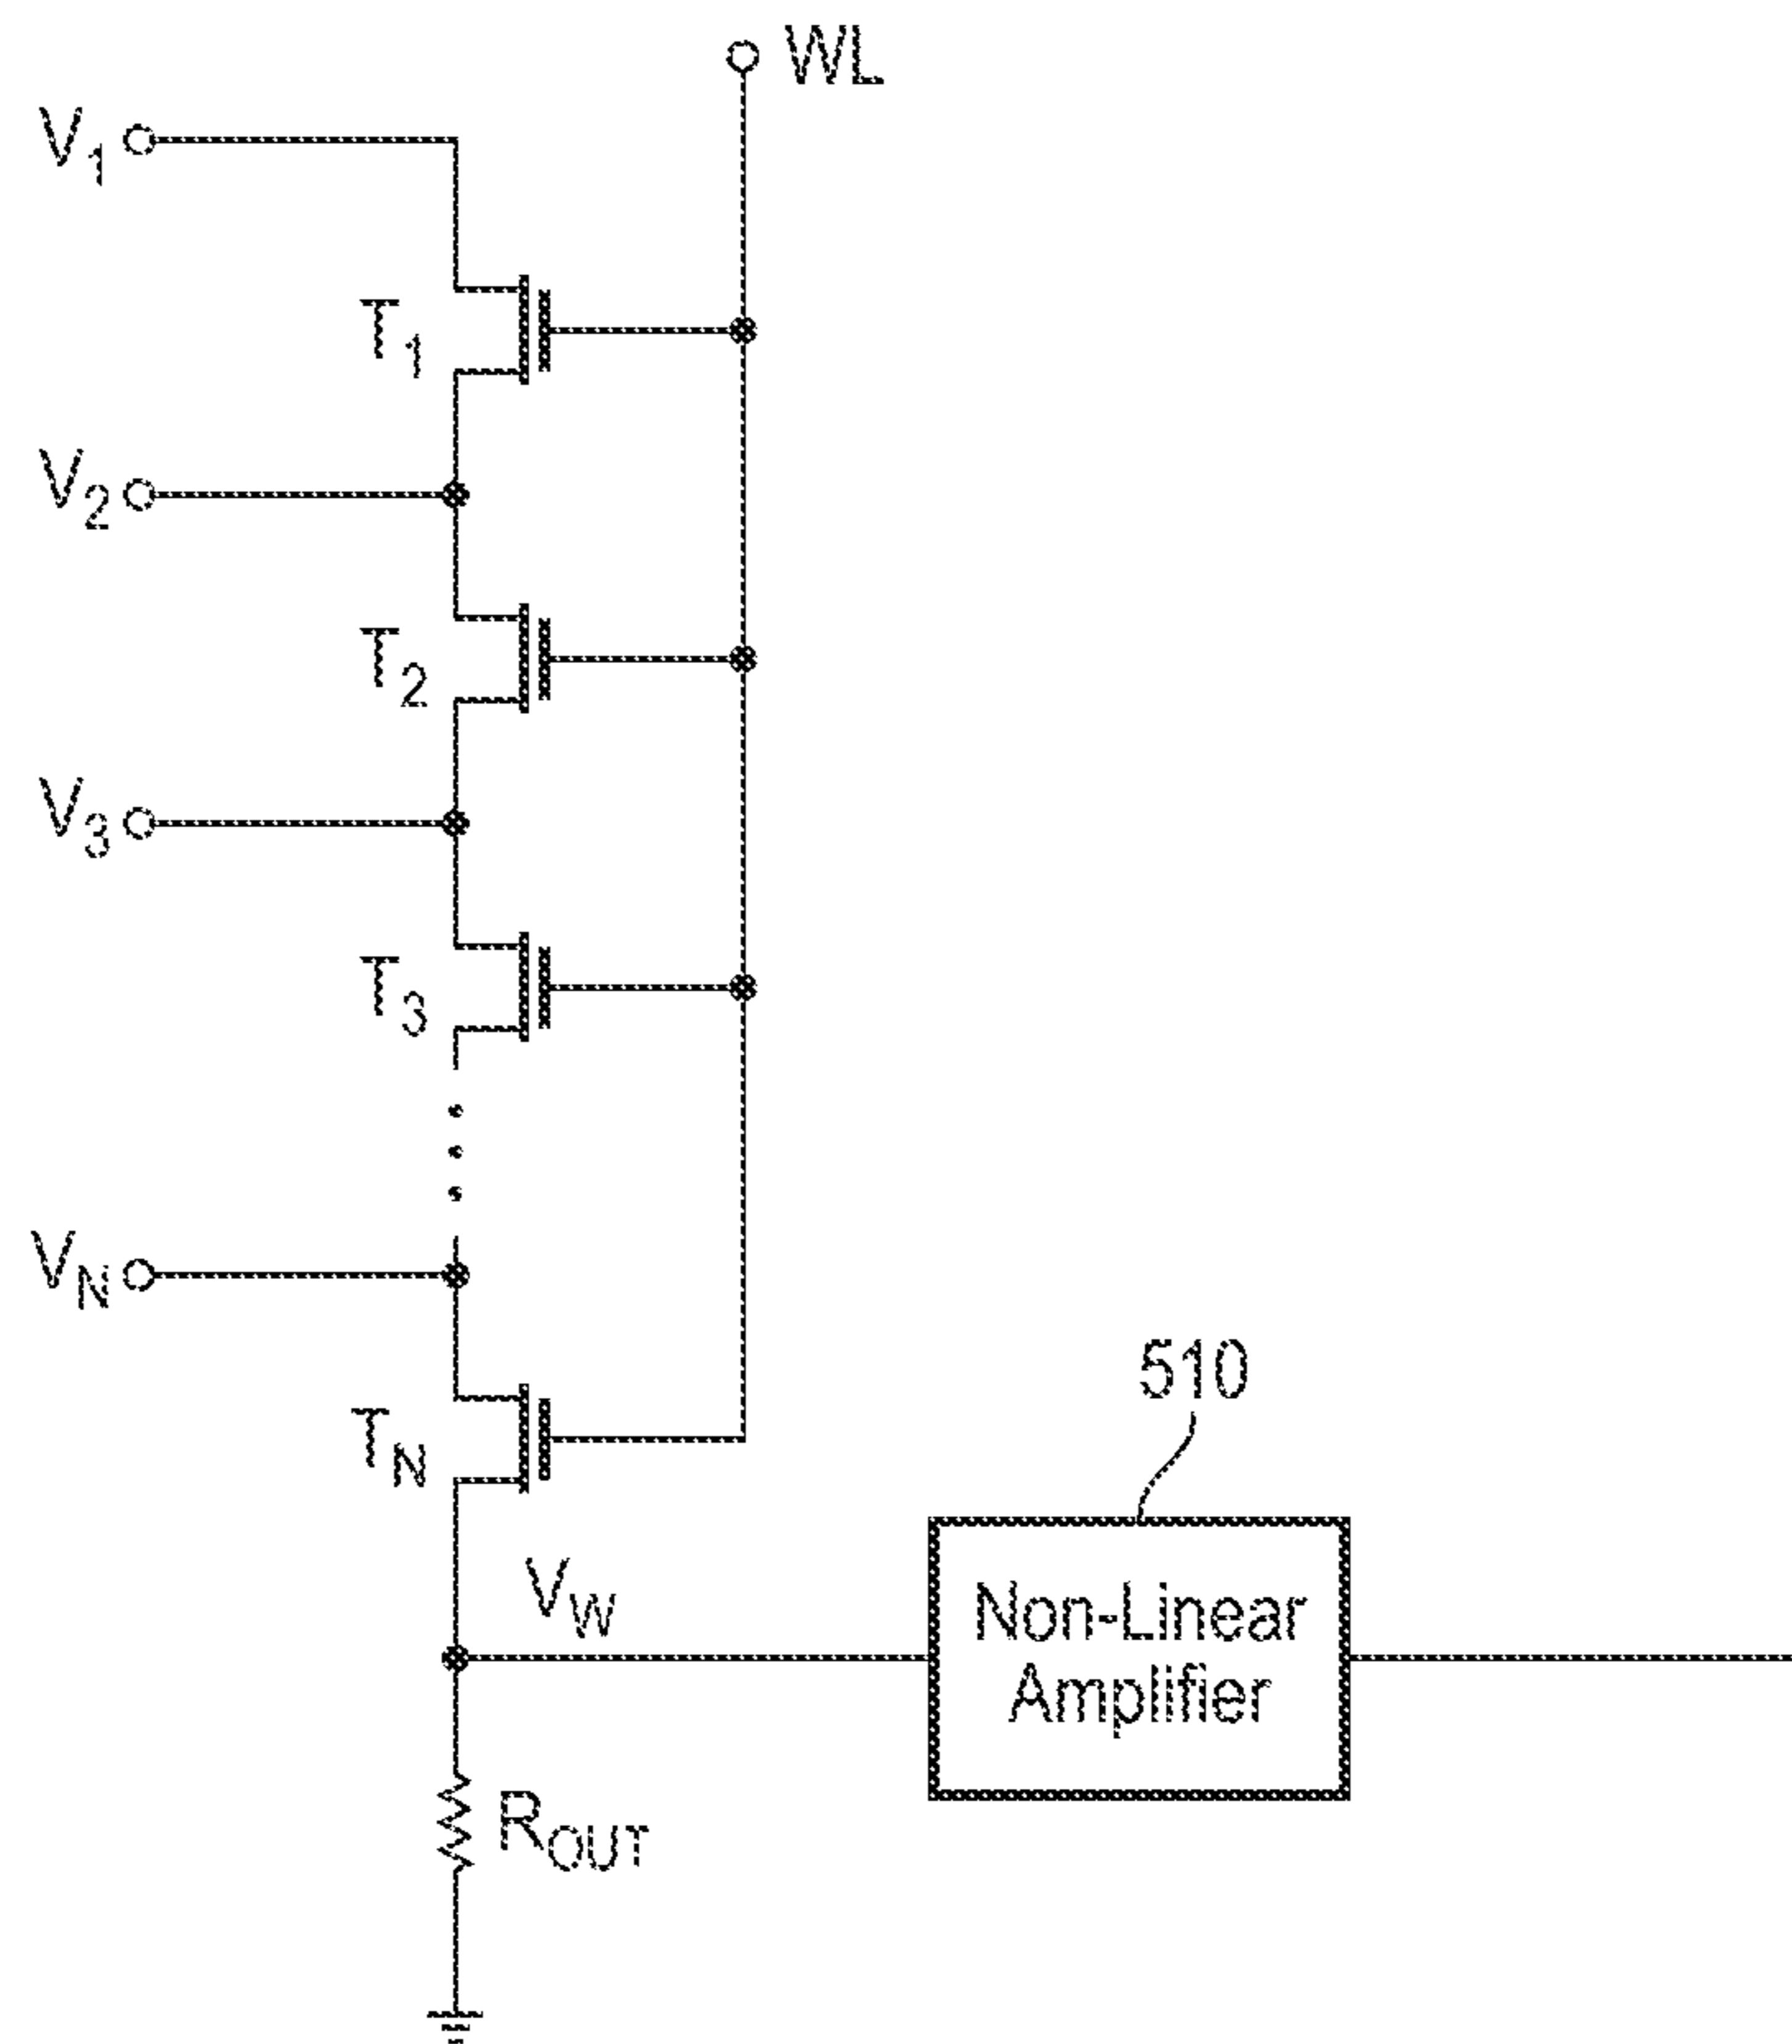 WL
V1
T1
V2
T2
V3
T3
VN
TN
510
VW
Non-Linear
Amplifier
ROUT